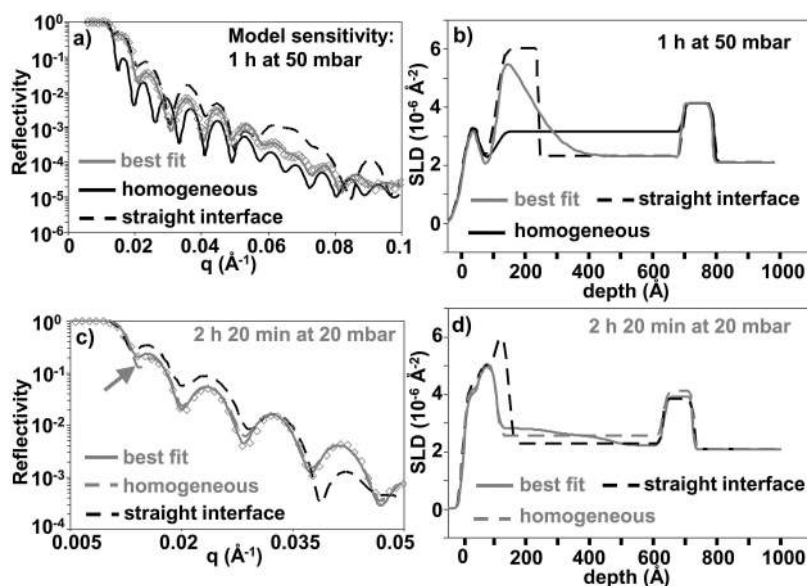 a)
Model sensitivity:
1 h at 50 mbar
Reflectivity
10⁰
10⁻¹
10⁻²
10⁻³
10⁻⁴
10⁻⁵
10⁻⁶
best fit
homogeneous
straight interface
0 0.02 0.04 0.06 0.08 0.1
q (Å⁻¹)
b)
1 h at 50 mbar
SLD (10⁻⁶ Å⁻²)
6
4
2
0
best fit
straight interface
homogeneous
0 200 400 600 800 1000
depth (Å)
c)
2 h 20 min at 20 mbar
Reflectivity
10⁰
10⁻¹
10⁻²
10⁻³
10⁻⁴
best fit
homogeneous
straight interface
0.005 0.02 0.035 0.05
q (Å⁻¹)
d)
2 h 20 min at 20 mbar
SLD (10⁻⁶ Å⁻²)
6
4
2
0
best fit
straight interface
homogeneous
0 200 400 600 800 1000
depth (Å)